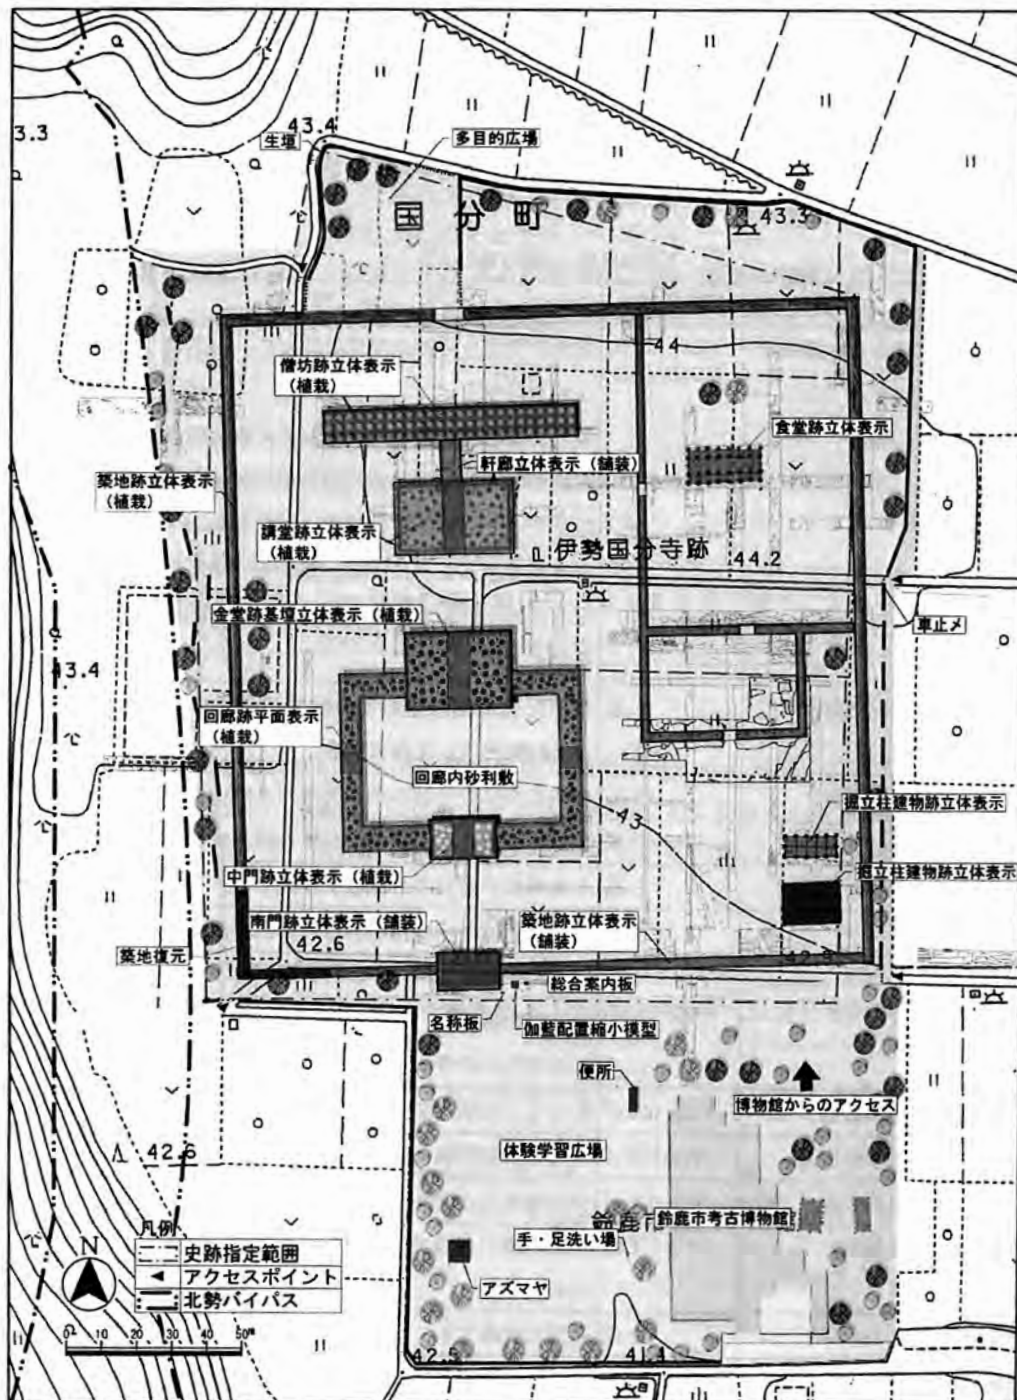 43.4
生垣
多目的広場
3.3
国分町
43.3
44
僧坊跡立体表示
(植栽)
食堂跡立体表示
軒廊立体表示(舗装)
築地跡立体表示
(植栽)
講堂跡立体表示
(植栽)
伊勢国分寺跡
44.2
金堂跡基壇立体表示(植栽)
車止メ
43.4
回廊跡平面表示
(植栽)
回廊内砂利敷
掘立柱建物跡立体表示
43
掘立柱建物跡立体表示
中門跡立体表示(植栽)
南門跡立体表示(舗装)
築地跡立体表示
(舗装)
築地復元
42.6
総合案内板
名称板
伽藍配置縮小模型
便所
博物館からのアクセス
体験学習広場
42.6
鈴鹿市考古博物館
手・足洗い場
アズマヤ
凡例
史跡指定範囲
アクセスポイント
北勢バイパス
N
0 10 20 30 40 50m
42.5
41.4